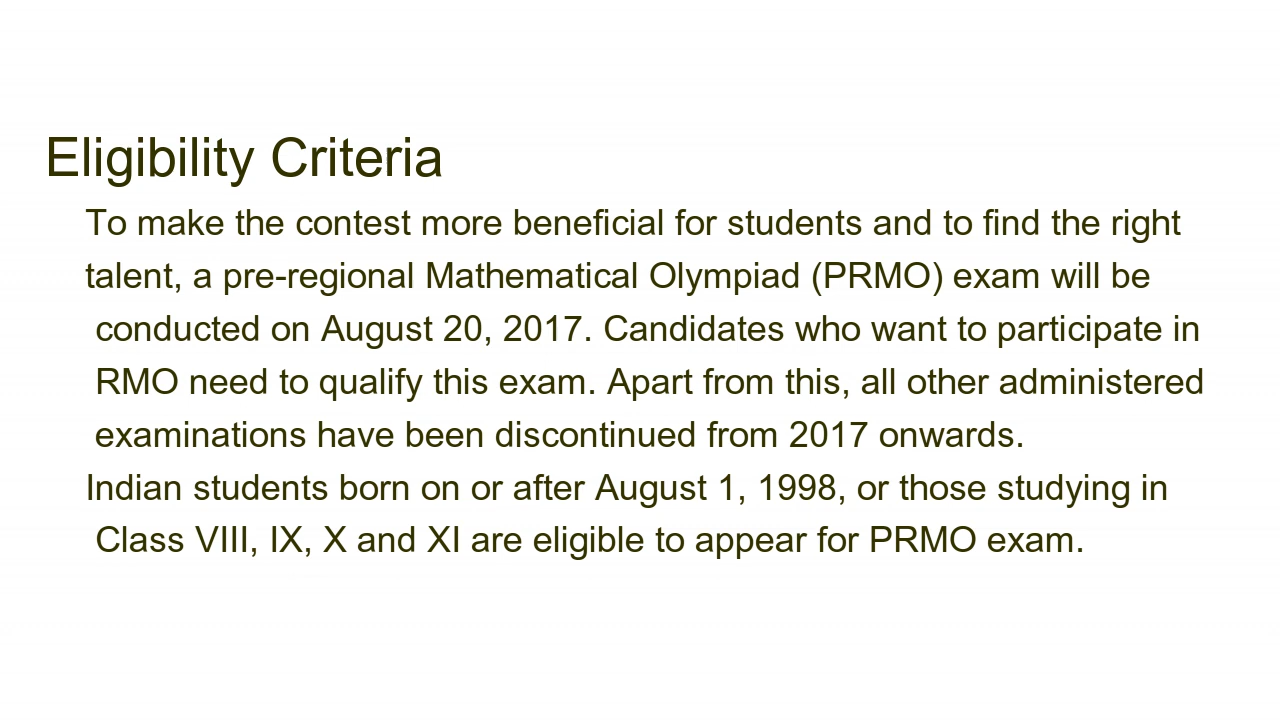 Eligibility Criteria
To make the contest more beneficial for students and to find the right
talent, a pre-regional Mathematical Olympiad (PRMO) exam will be
conducted on August 20, 2017. Candidates who want to participate in
RMO need to qualify this exam. Apart from this, all other administered
examinations have been discontinued from 2017 onwards.
Indian students born on or after August 1, 1998, or those studying in
Class VIII, IX, X and XI are eligible to appear for PRMO exam.